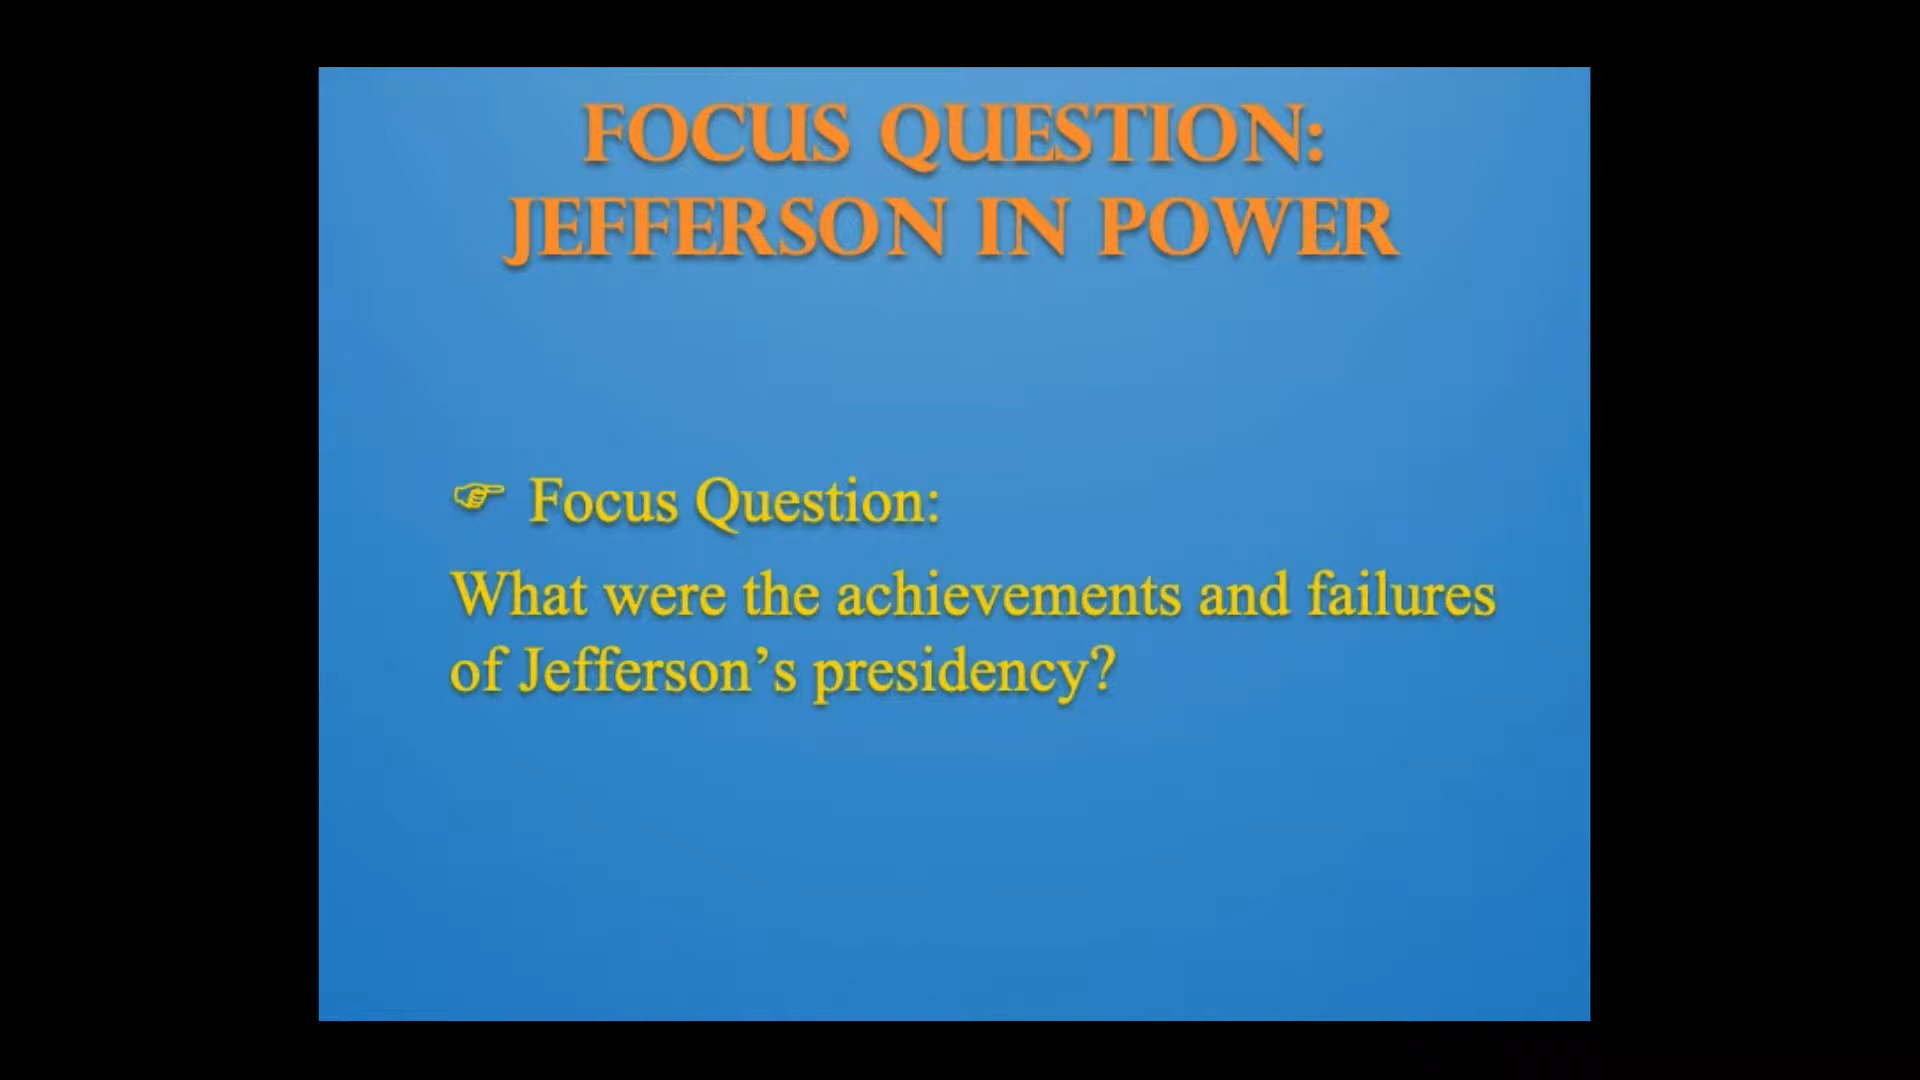 FOCUS QUESTION:
JEFFERSON IN POWER
☞ Focus Question:
What were the achievements and failures
of Jefferson’s presidency?